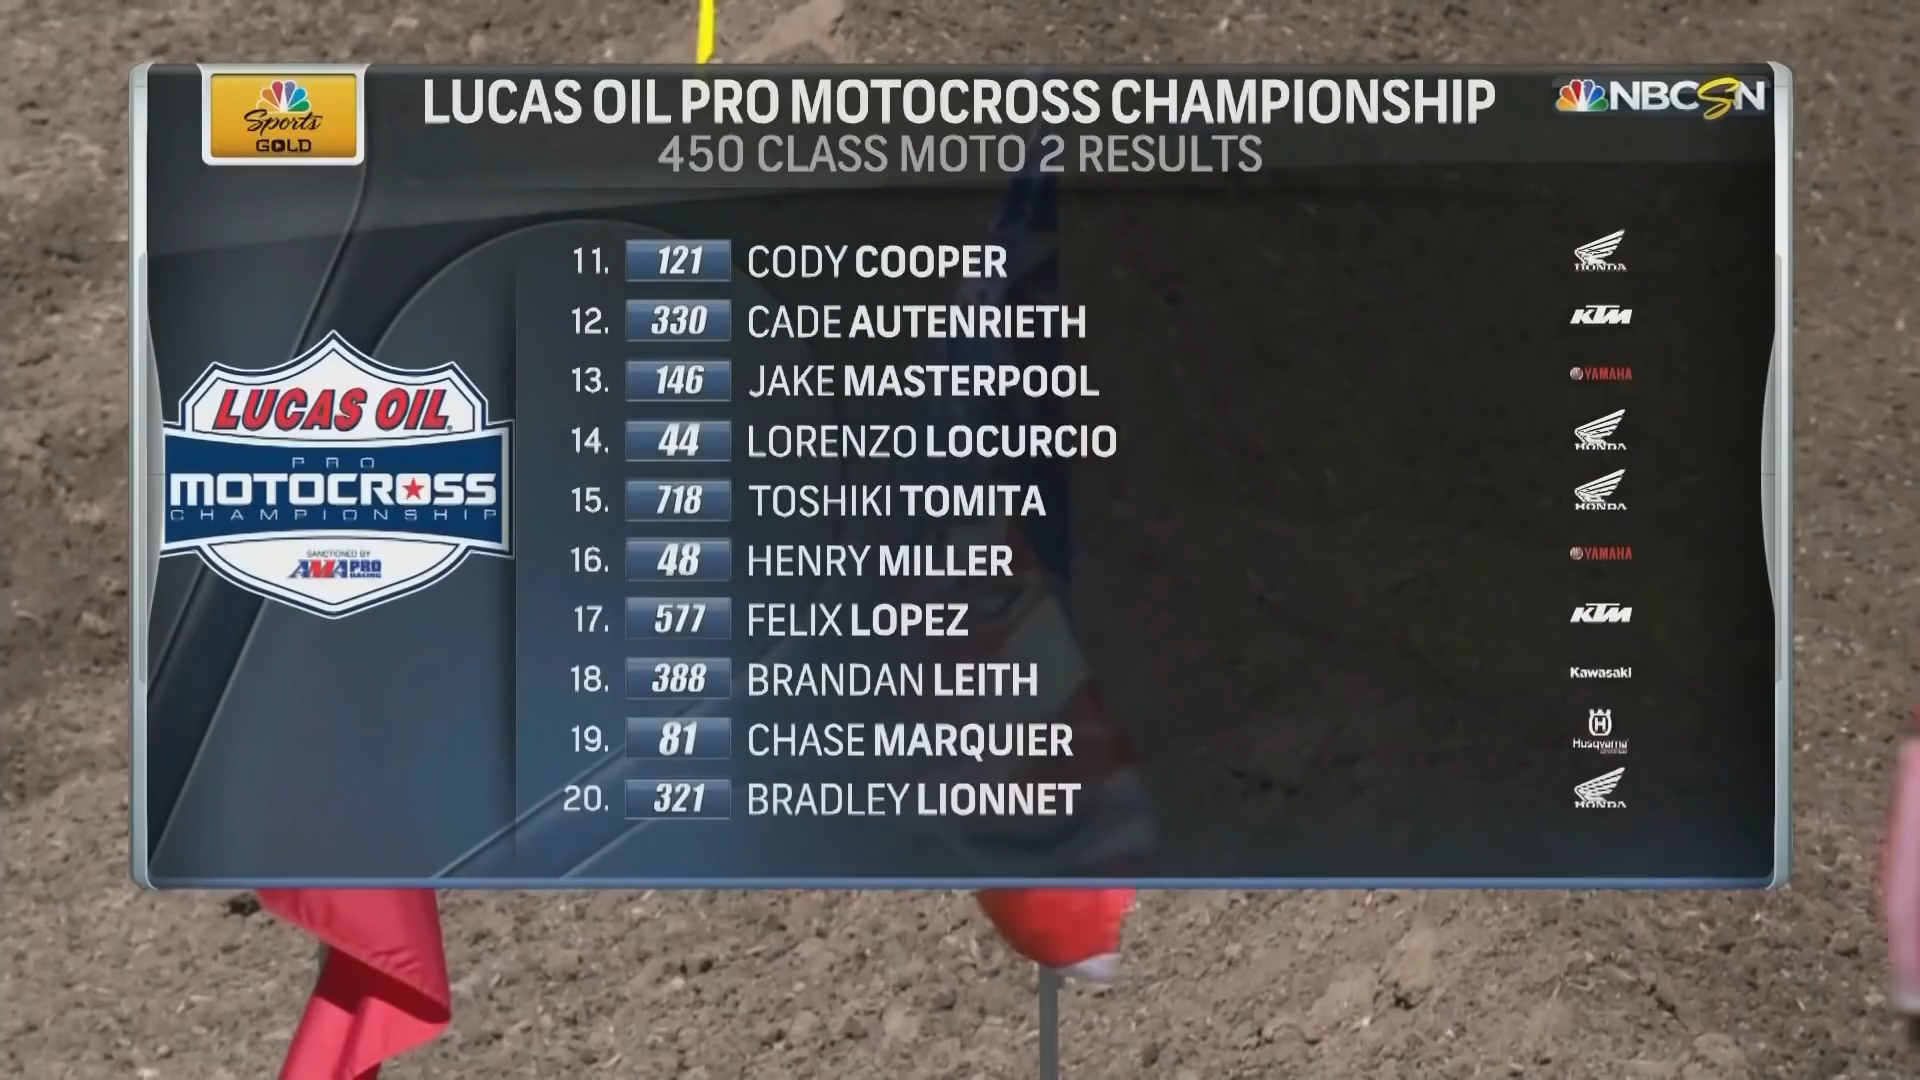 Sports
GOLD
LUCAS OIL PRO MOTOCROSS CHAMPIONSHIP
NBCSN
450 CLASS MOTO 2 RESULTS
LUCAS OIL
PRO
MOTOCROSS
CHAMPIONSHIP
SANCTIONED BY
AMA PRO
RACING
11. 121 CODY COOPER HONDA
12. 330 CADE AUTENRIETH KTM
13. 146 JAKE MASTERPOOL YAMAHA
14. 44 LORENZO LOCURCIO HONDA
15. 718 TOSHIKI TOMITA HONDA
16. 48 HENRY MILLER YAMAHA
17. 577 FELIX LOPEZ KTM
18. 388 BRANDAN LEITH Kawasaki
19. 81 CHASE MARQUIER Husqvarna
20. 321 BRADLEY LIONNET HONDA